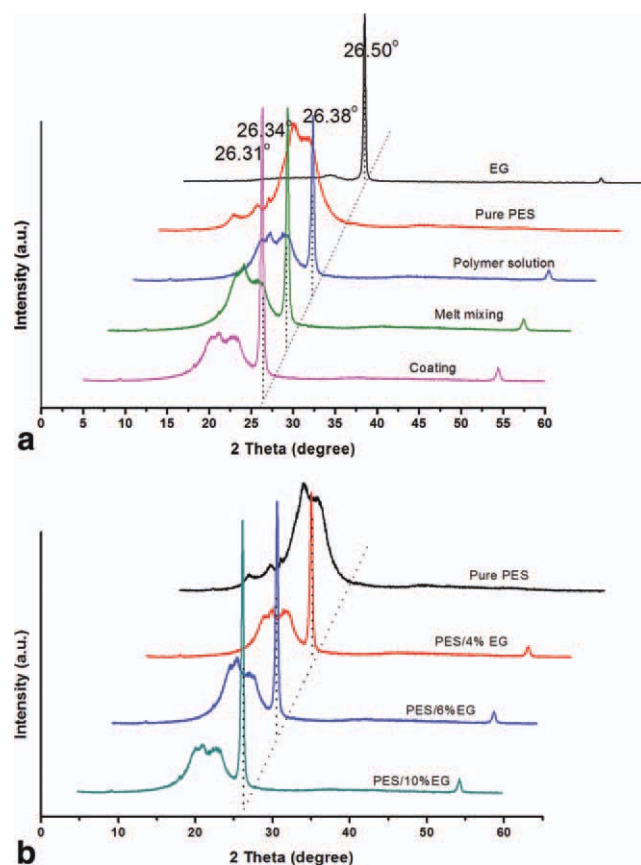 26.50°
26.38°
26.34°
26.31°
EG
Pure PES
Polymer solution
Melt mixing
Coating
Intensity (a.u.)
0 5 10 15 20 25 30 35 40 45 50 55 60
2 Theta (degree)
a
Pure PES
PES/4% EG
PES/6%EG
PES/10%EG
Intensity (a.u.)
0 10 20 30 40 50 60
2 Theta (degree)
b